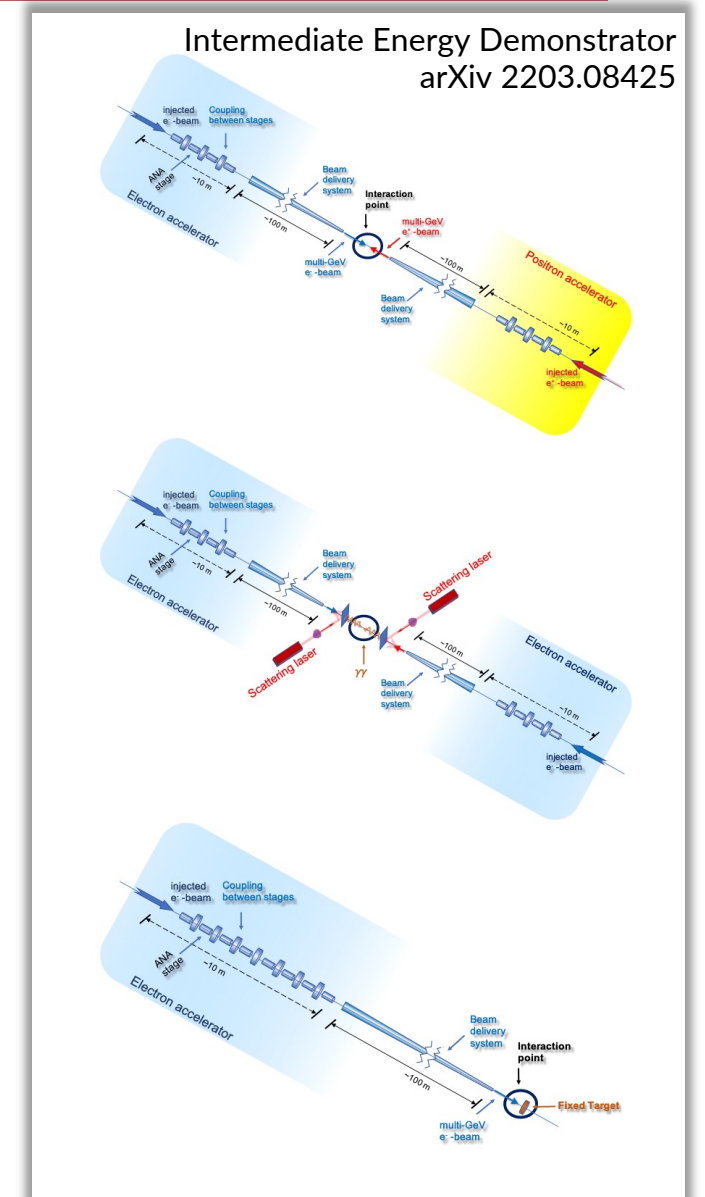 Intermediate Energy Demonstrator
arXiv 2203.08425
injected
e⁻-beam
Coupling
between stages
ANA
stage
~10 m
Electron accelerator
~100 m
Beam
delivery
system
Interaction
point
multi-GeV
e⁺-beam
multi-GeV
e⁻-beam
~100 m
Beam
delivery
system
Positron accelerator
~10 m
injected
e⁺-beam
injected
e⁻-beam
Coupling
between stages
ANA
stage
~10 m
Electron accelerator
~100 m
Beam
delivery
system
Scattering laser
Scattering laser
γγ
~100 m
Beam
delivery
system
Electron accelerator
~10 m
injected
e⁻-beam
injected
e⁻-beam
Coupling
between stages
ANA
stage
~10 m
Electron accelerator
~100 m
Beam
delivery
system
Interaction
point
Fixed Target
multi-GeV
e⁻-beam